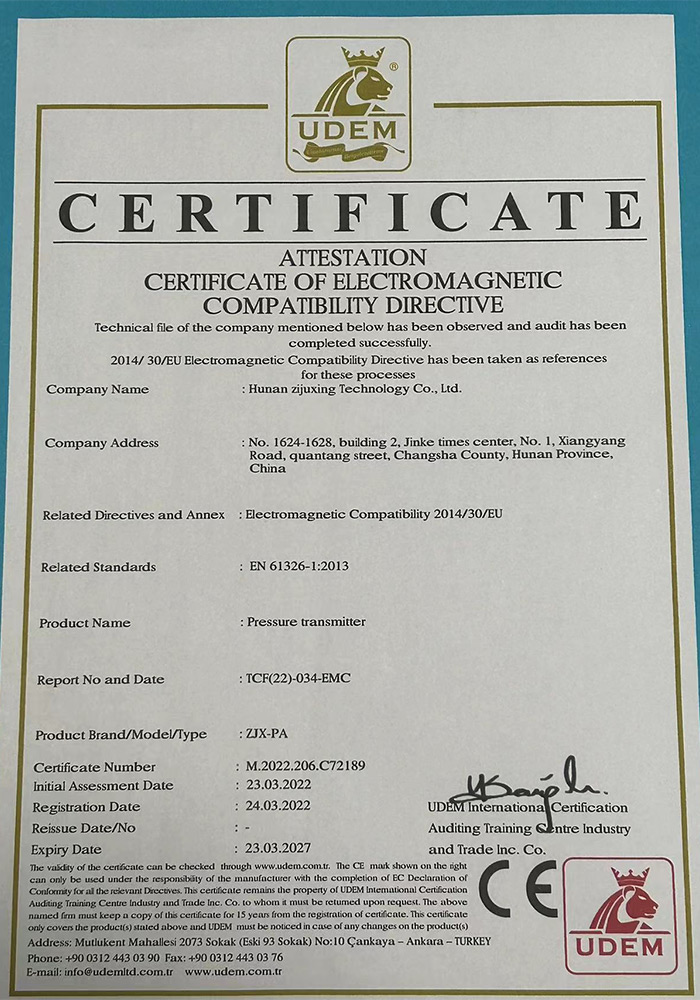 UDEM
®
CERTIFICATE
ATTESTATION
CERTIFICATE OF ELECTROMAGNETIC
COMPATIBILITY DIRECTIVE
Technical file of the company mentioned below has been observed and audit has been
completed successfully.
2014/ 30/EU Electromagnetic Compatibility Directive has been taken as references
for these processes
Company Name : Hunan zijuxing Technology Co., Ltd.
Company Address : No. 1624-1628, building 2, Jinke times center, No. 1, Xiangyang
Road, quantang street, Changsha County, Hunan Province,
China
Related Directives and Annex : Electromagnetic Compatibility 2014/30/EU
Related Standards : EN 61326-1:2013
Product Name : Pressure transmitter
Report No and Date : TCF(22)-034-EMC
Product Brand/Model/Type : ZJX-PA
Certificate Number : M.2022.206.C72189
Initial Assessment Date : 23.03.2022
Registration Date : 24.03.2022
Reissue Date/No : -
Expiry Date : 23.03.2027
UDEM International Certification
Auditing Training Centre Industry
and Trade Inc. Co.
The validity of the certificate can be checked through www.udem.com.tr. The CE mark shown on the right
can only be used under the responsibility of the manufacturer with the completion of EC Declaration of
Conformity for all the relevant Directives. This certificate remains the property of UDEM International Certification
Auditing Training Centre Industry and Trade Inc. Co. to whom it must be returned upon request. The above
named firm must keep a copy of this certificate for 15 years from the registration of certificate. This certificate
only covers the product(s) stated above and UDEM must be noticed in case of any changes on the product(s)
Address: Mutlukent Mahallesi 2073 Sokak (Eski 93 Sokak) No:10 Çankaya – Ankara – TURKEY
Phone: +90 0312 443 03 90 Fax: +90 0312 443 03 76
E-mail: info@udemltd.com.tr www.udem.com.tr
CE
UDEM